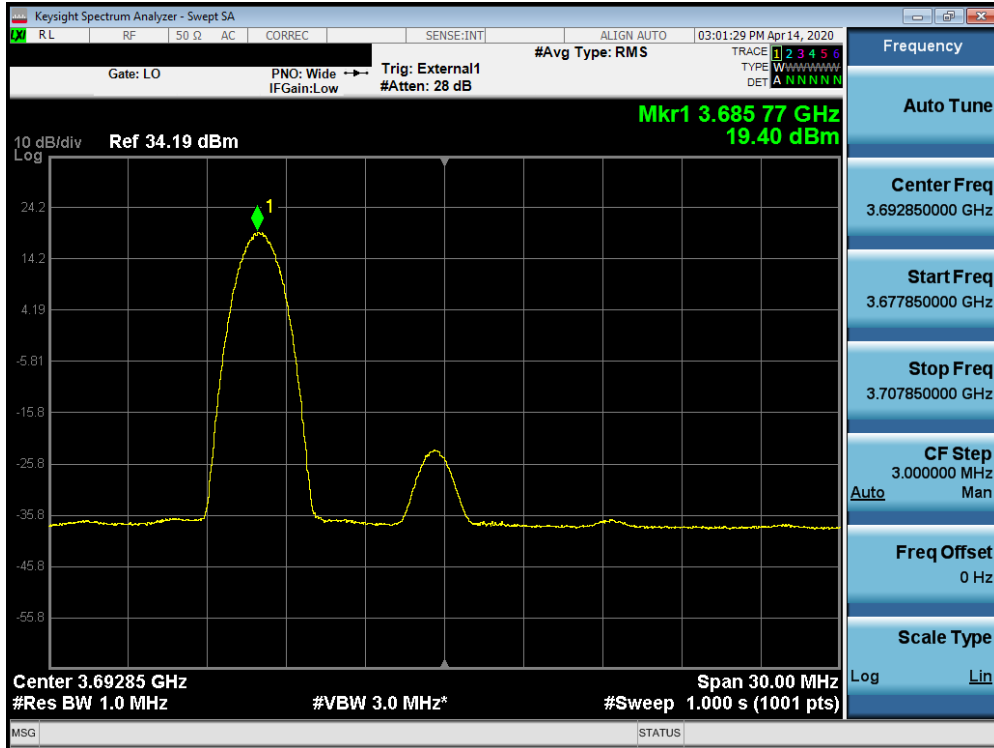 Keysight Spectrum Analyzer - Swept SA
LXI RL RF 50 Ω AC CORREC SENSE:INT ALIGN AUTO 03:01:29 PM Apr 14, 2020
Frequency
#Avg Type: RMS
TRACE 1 2 3 4 5 6
TYPE WWWWWW
DET A N N N N N
Gate: LO
PNO: Wide
IFGain:Low
Trig: External1
#Atten: 28 dB
Mkr1 3.685 77 GHz
19.40 dBm
10 dB/div
Log
Ref 34.19 dBm
1
24.2
14.2
4.19
-5.81
-15.8
-25.8
-35.8
-45.8
-55.8
Center 3.69285 GHz
Span 30.00 MHz
#Res BW 1.0 MHz
#VBW 3.0 MHz*
#Sweep 1.000 s (1001 pts)
MSG
STATUS
Auto Tune
Center Freq
3.692850000 GHz
Start Freq
3.677850000 GHz
Stop Freq
3.707850000 GHz
CF Step
3.000000 MHz
Auto Man
Freq Offset
0 Hz
Scale Type
Log Lin